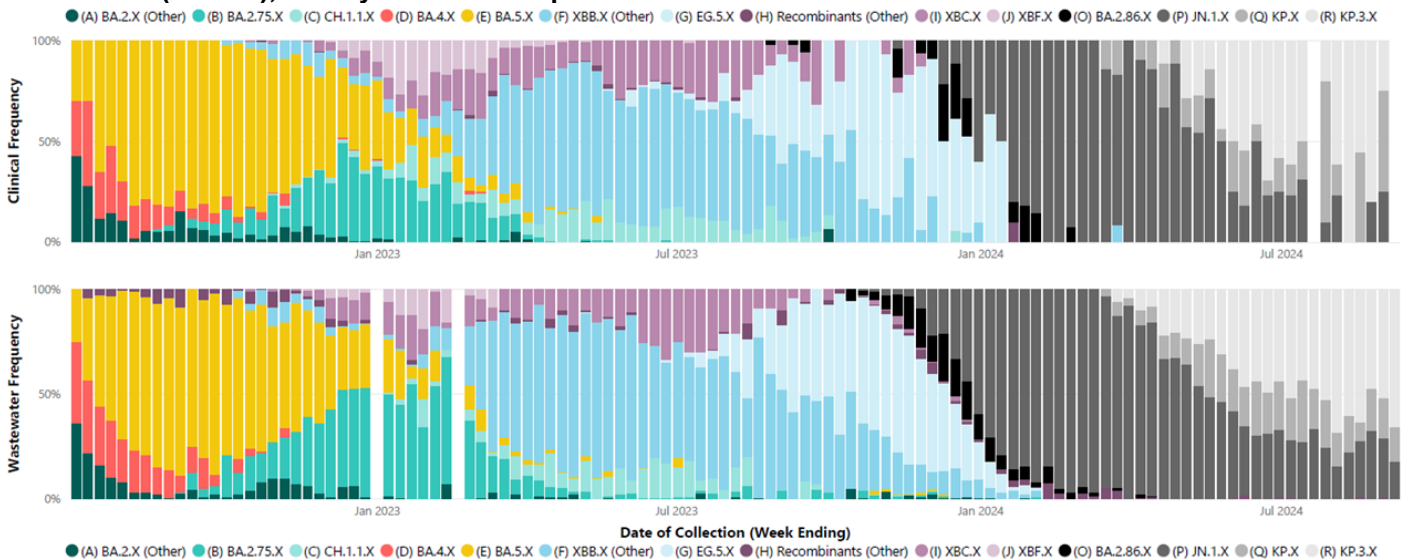 (A) BA.2.X (Other) (B) BA.2.75.X (C) CH.1.1.X (D) BA.4.X (E) BA.5.X (F) XBB.X (Other) (G) EG.5.X (H) Recombinants (Other) (I) XBC.X (J) XBF.X (O) BA.2.86.X (P) JN.1.X (Q) KP.X (R) KP.3.X
Clinical Frequency
100%
50%
0%
Jan 2023 Jul 2023 Jan 2024 Jul 2024
Wastewater Frequency
100%
50%
0%
Jan 2023 Jul 2023 Jan 2024 Jul 2024
Date of Collection (Week Ending)
(A) BA.2.X (Other) (B) BA.2.75.X (C) CH.1.1.X (D) BA.4.X (E) BA.5.X (F) XBB.X (Other) (G) EG.5.X (H) Recombinants (Other) (I) XBC.X (J) XBF.X (O) BA.2.86.X (P) JN.1.X (Q) KP.X (R) KP.3.X